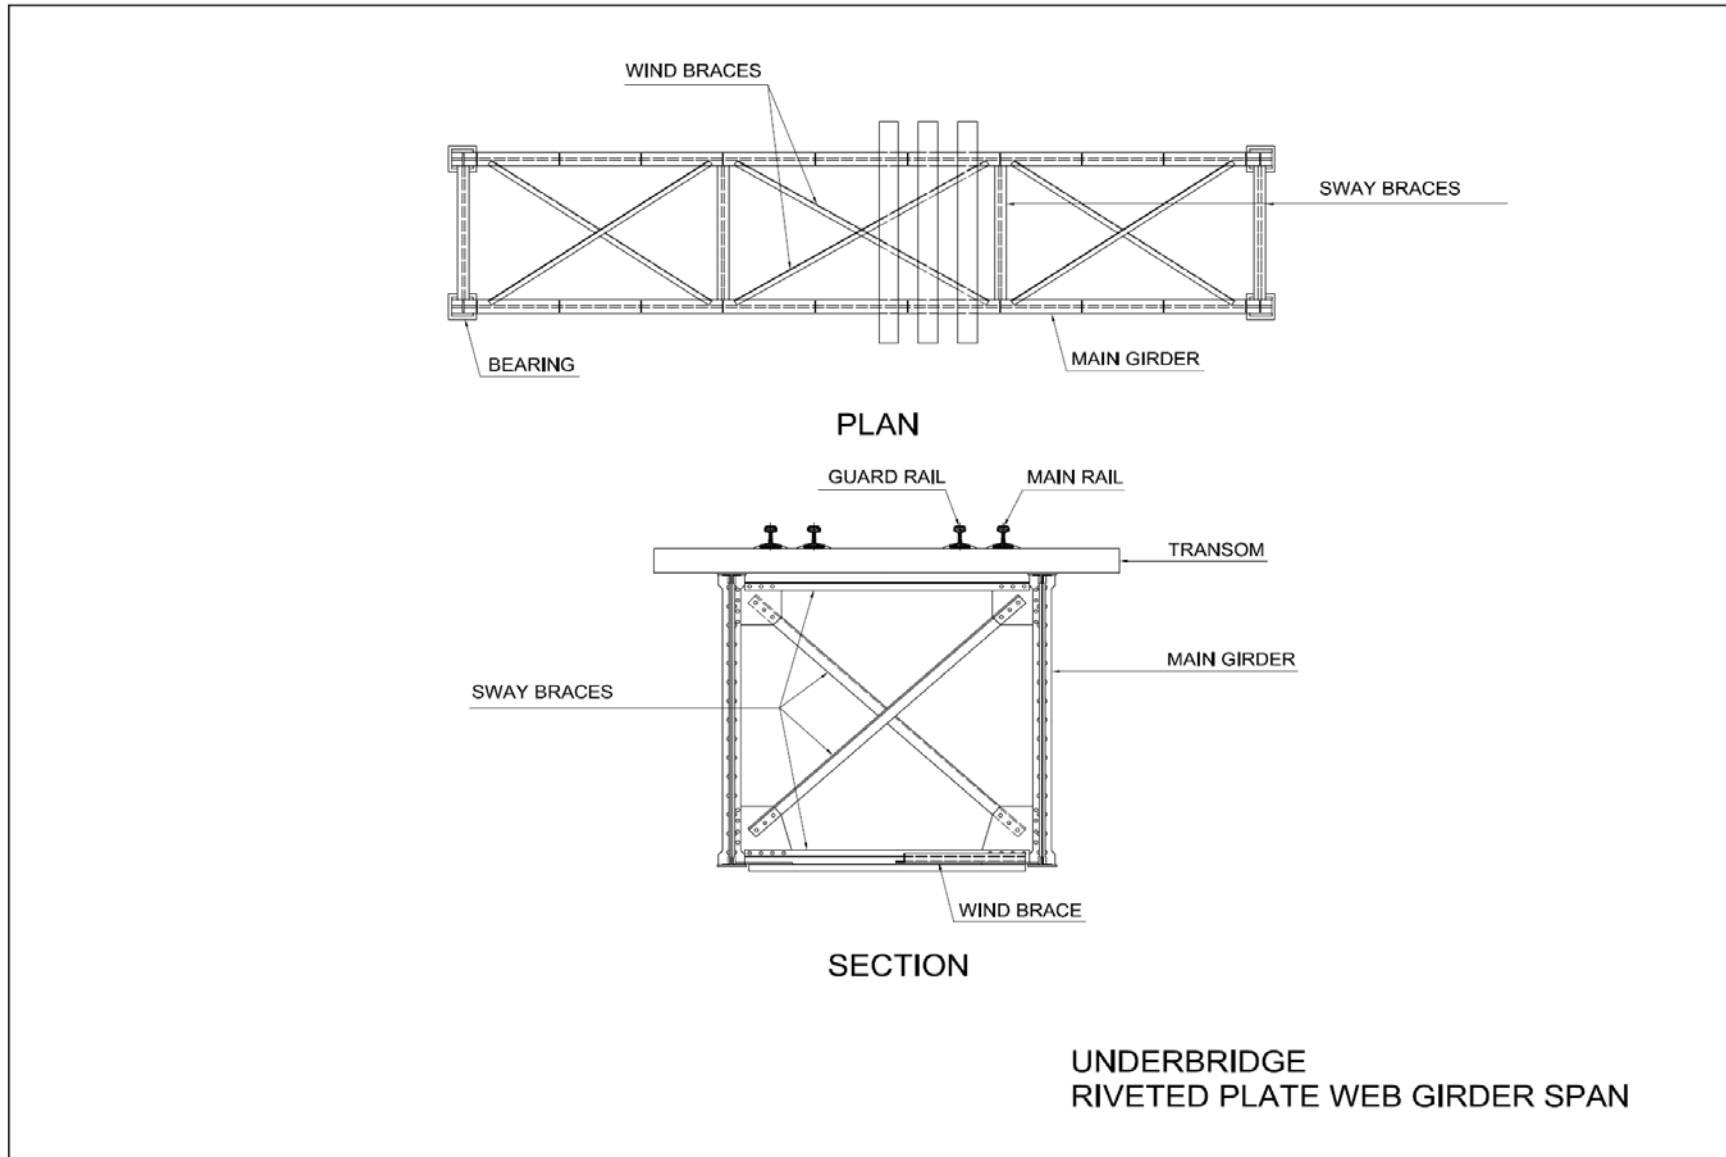 WIND BRACES
SWAY BRACES
BEARING
MAIN GIRDER
PLAN
GUARD RAIL
MAIN RAIL
TRANSOM
MAIN GIRDER
SWAY BRACES
WIND BRACE
SECTION
UNDERBRIDGE
RIVETED PLATE WEB GIRDER SPAN